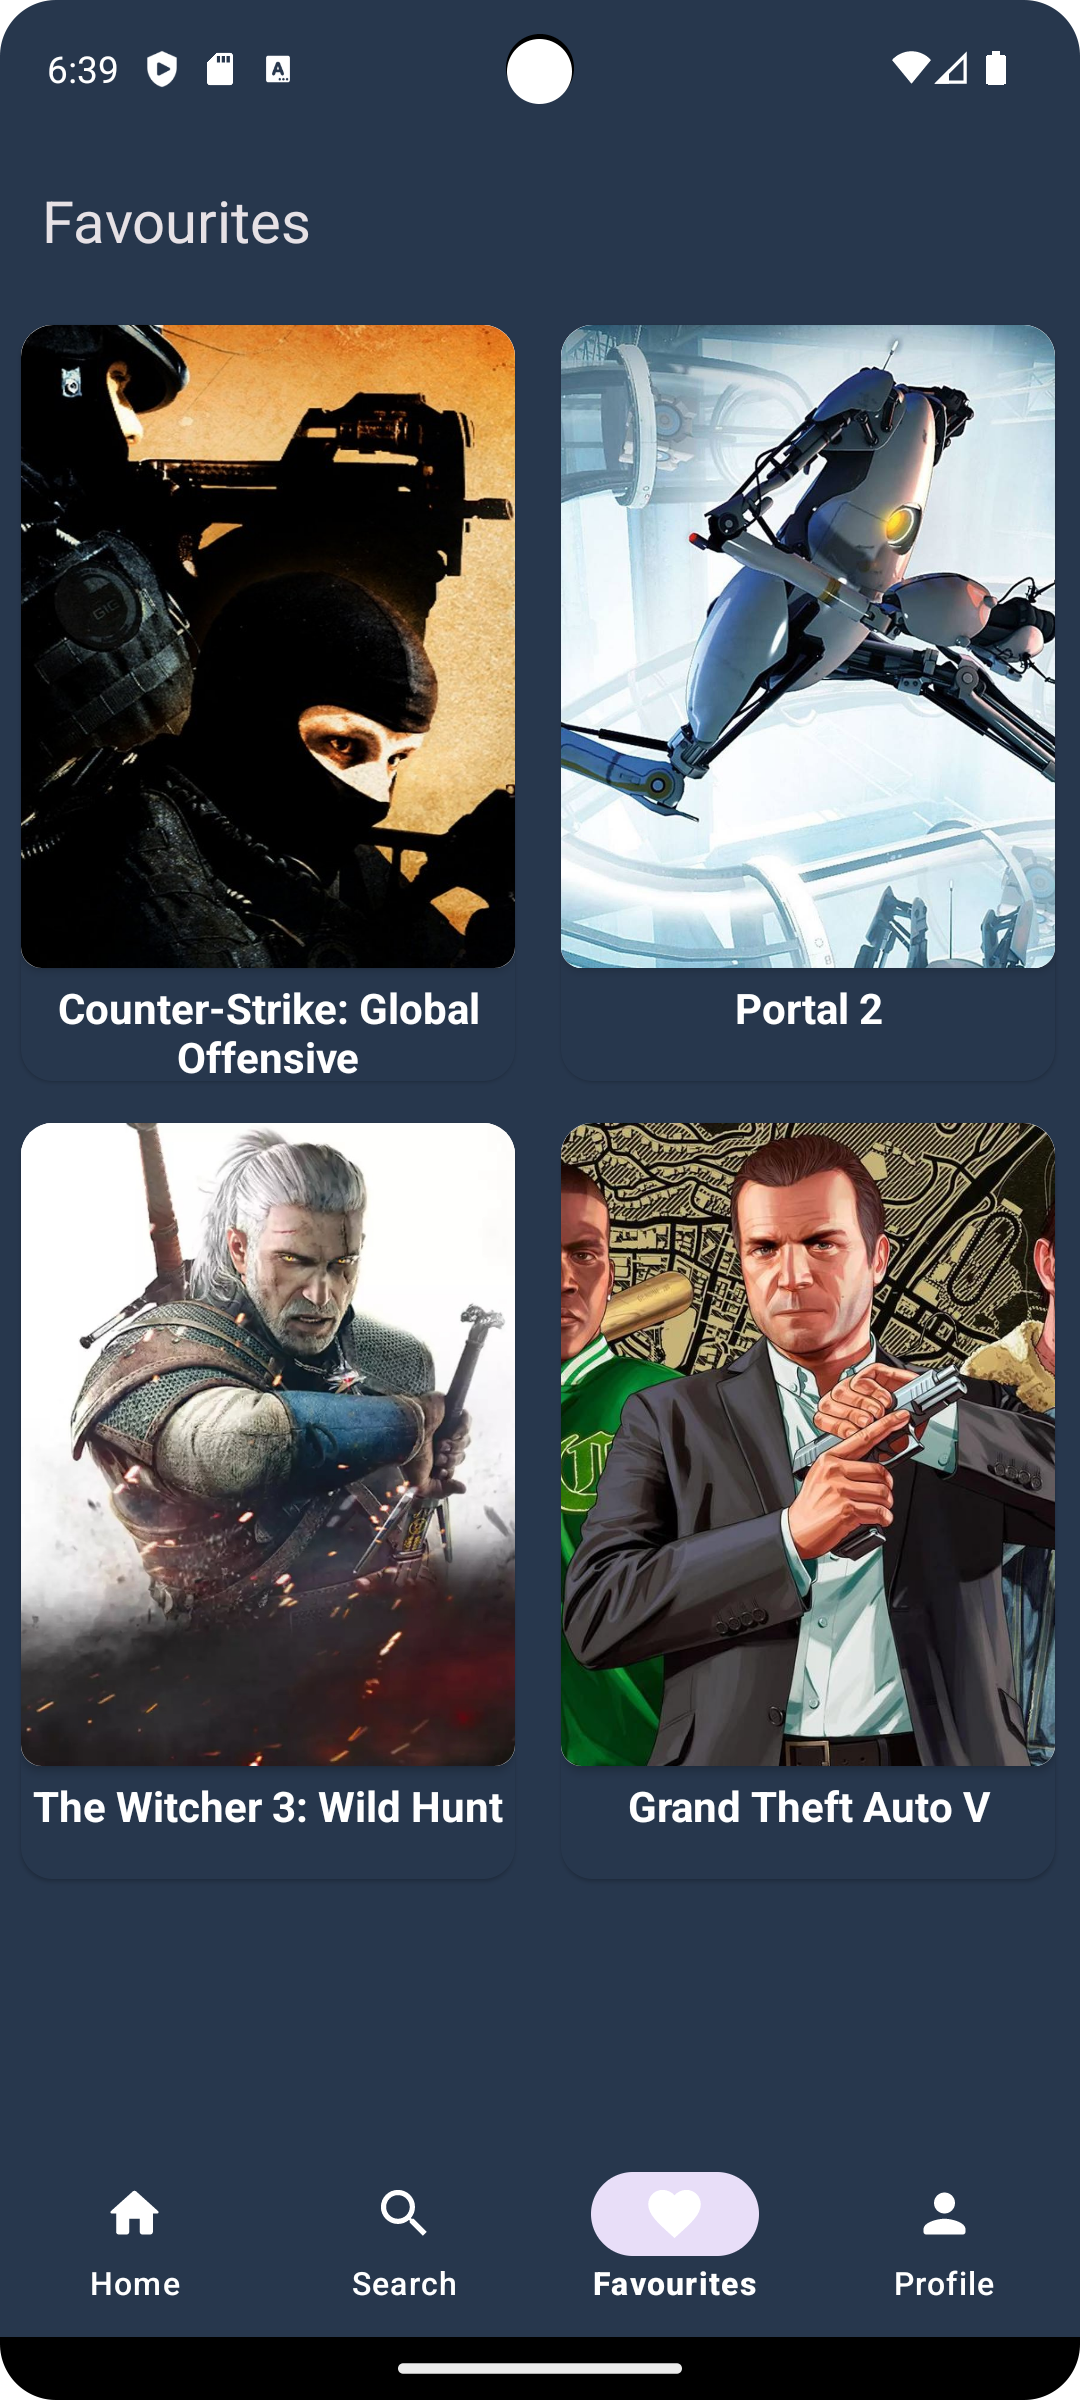 6:39
Favourites
Counter-Strike: Global
Offensive
Portal 2
The Witcher 3: Wild Hunt
Grand Theft Auto V
Home
Search
Favourites
Profile